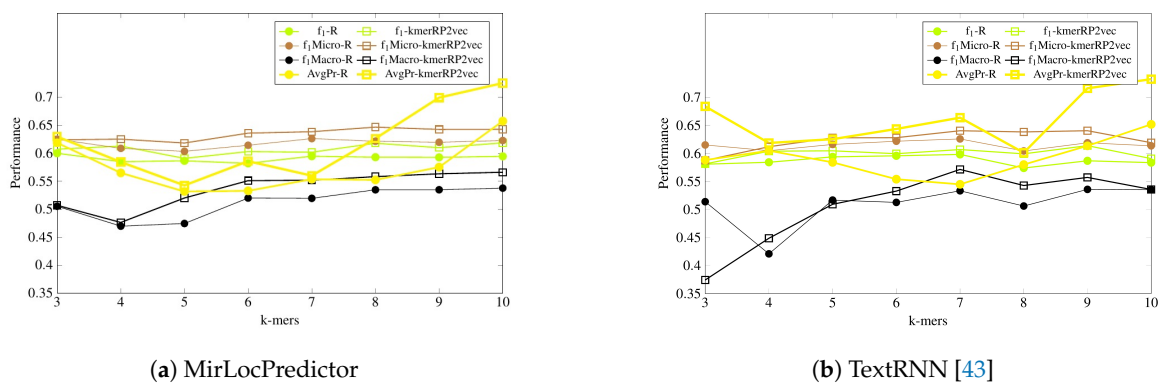 f1-R f1-kmerRP2vec
f1Micro-R f1Micro-kmerRP2vec
f1Macro-R f1Macro-kmerRP2vec
AvgPr-R AvgPr-kmerRP2vec
0.7
0.65
0.6
0.55
0.5
0.45
0.4
0.35
Performance
3 4 5 6 7 8 9 10
k-mers
(a) MirLocPredictor
f1-R f1-kmerRP2vec
f1Micro-R f1Micro-kmerRP2vec
f1Macro-R f1Macro-kmerRP2vec
AvgPr-R AvgPr-kmerRP2vec
0.7
0.65
0.6
0.55
0.5
0.45
0.4
0.35
Performance
3 4 5 6 7 8 9 10
k-mers
(b) TextRNN [43]